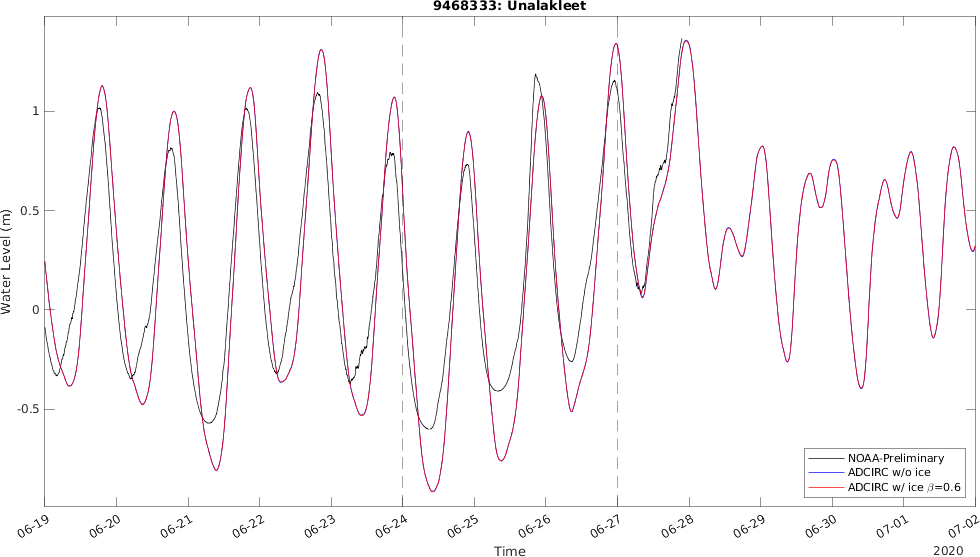 9468333: Unalakleet
Water Level (m)
1
0.5
0
-0.5
NOAA-Preliminary
ADCIRC w/o ice
ADCIRC w/ ice β=0.6
06-19 06-20 06-21 06-22 06-23 06-24 06-25 06-26 06-27 06-28 06-29 06-30 07-01 07-02
Time
2020